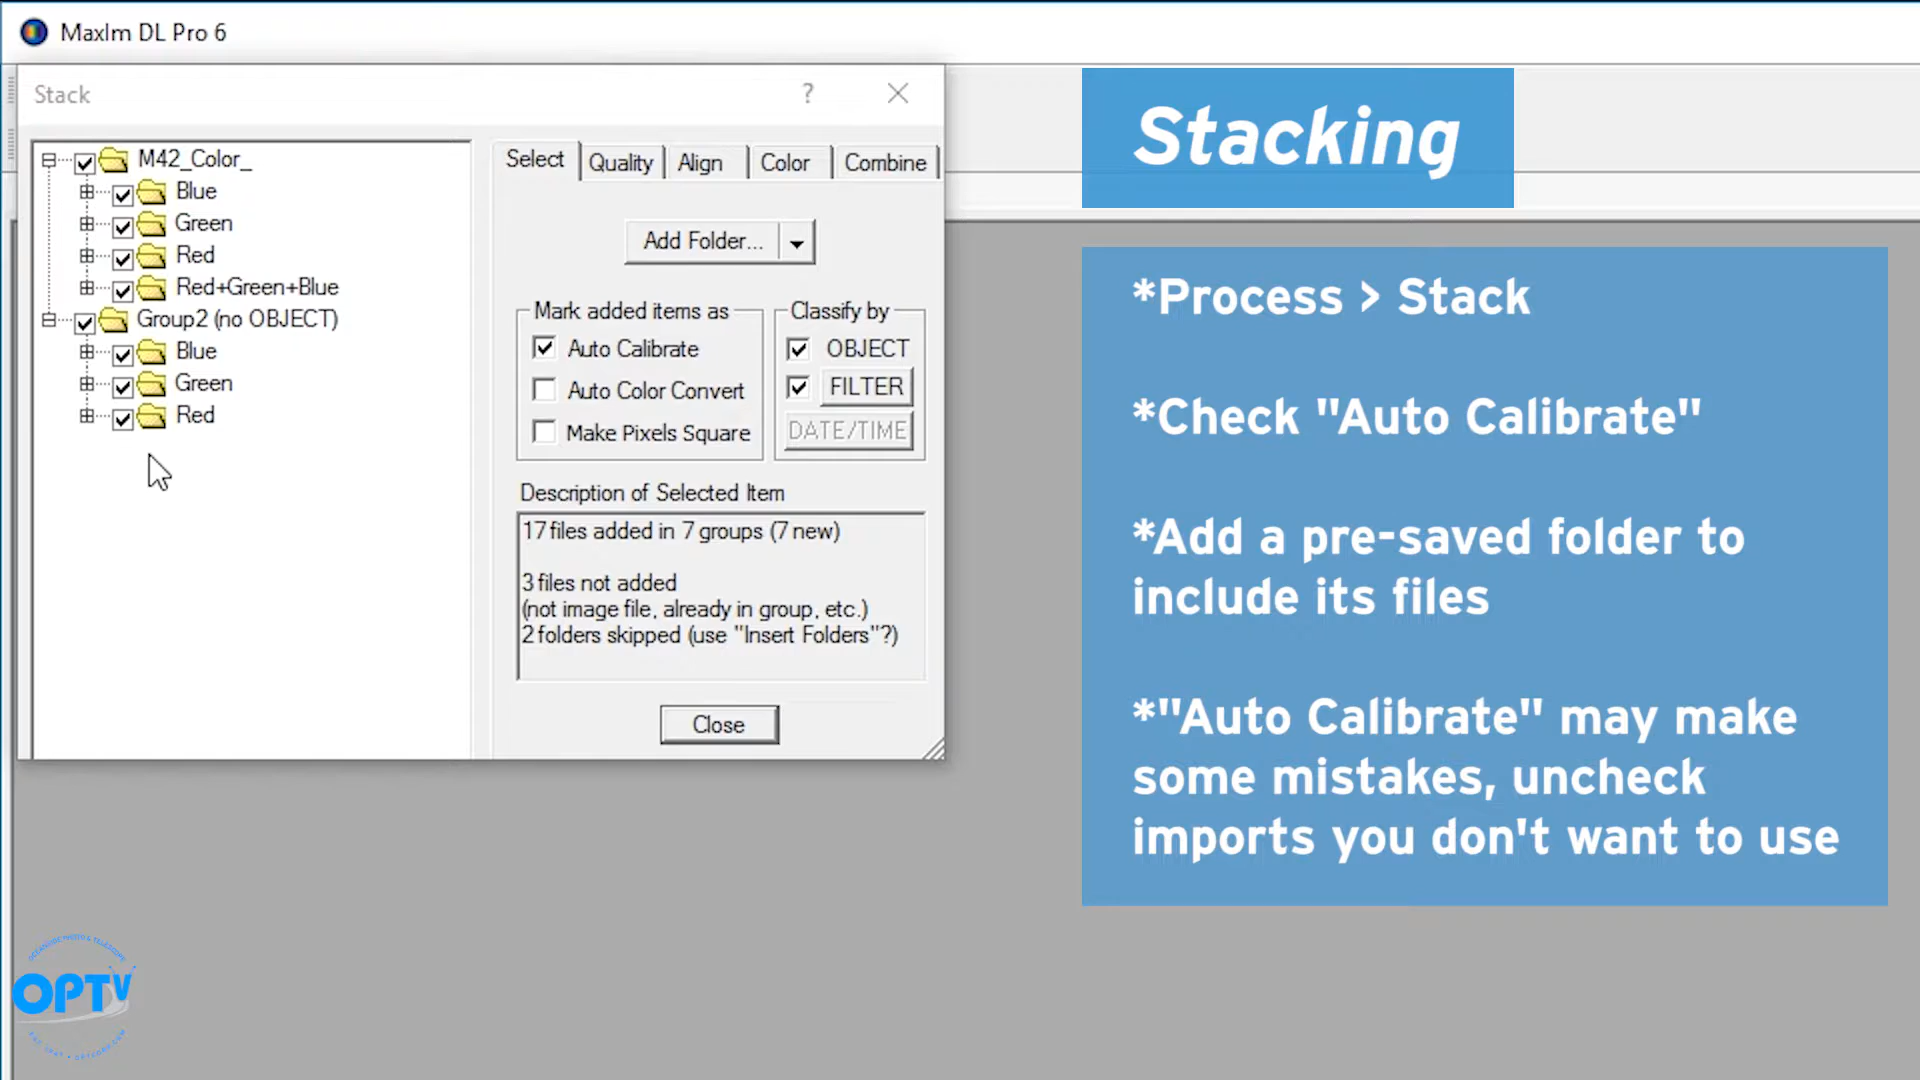 MaxIm DL Pro 6
Stack
?
M42_Color_
Blue
Green
Red
Red+Green+Blue
Group2 (no OBJECT)
Blue
Green
Red
Select
Quality
Align
Color
Combine
Add Folder...
Mark added items as
Auto Calibrate
Auto Color Convert
Make Pixels Square
Classify by
OBJECT
FILTER
DATE/TIME
Description of Selected Item
17 files added in 7 groups (7 new)
3 files not added
(not image file, already in group, etc.)
2 folders skipped (use "Insert Folders"?)
Close
Stacking
*Process > Stack
*Check "Auto Calibrate"
*Add a pre-saved folder to
include its files
*"Auto Calibrate" may make
some mistakes, uncheck
imports you don't want to use
OPTV